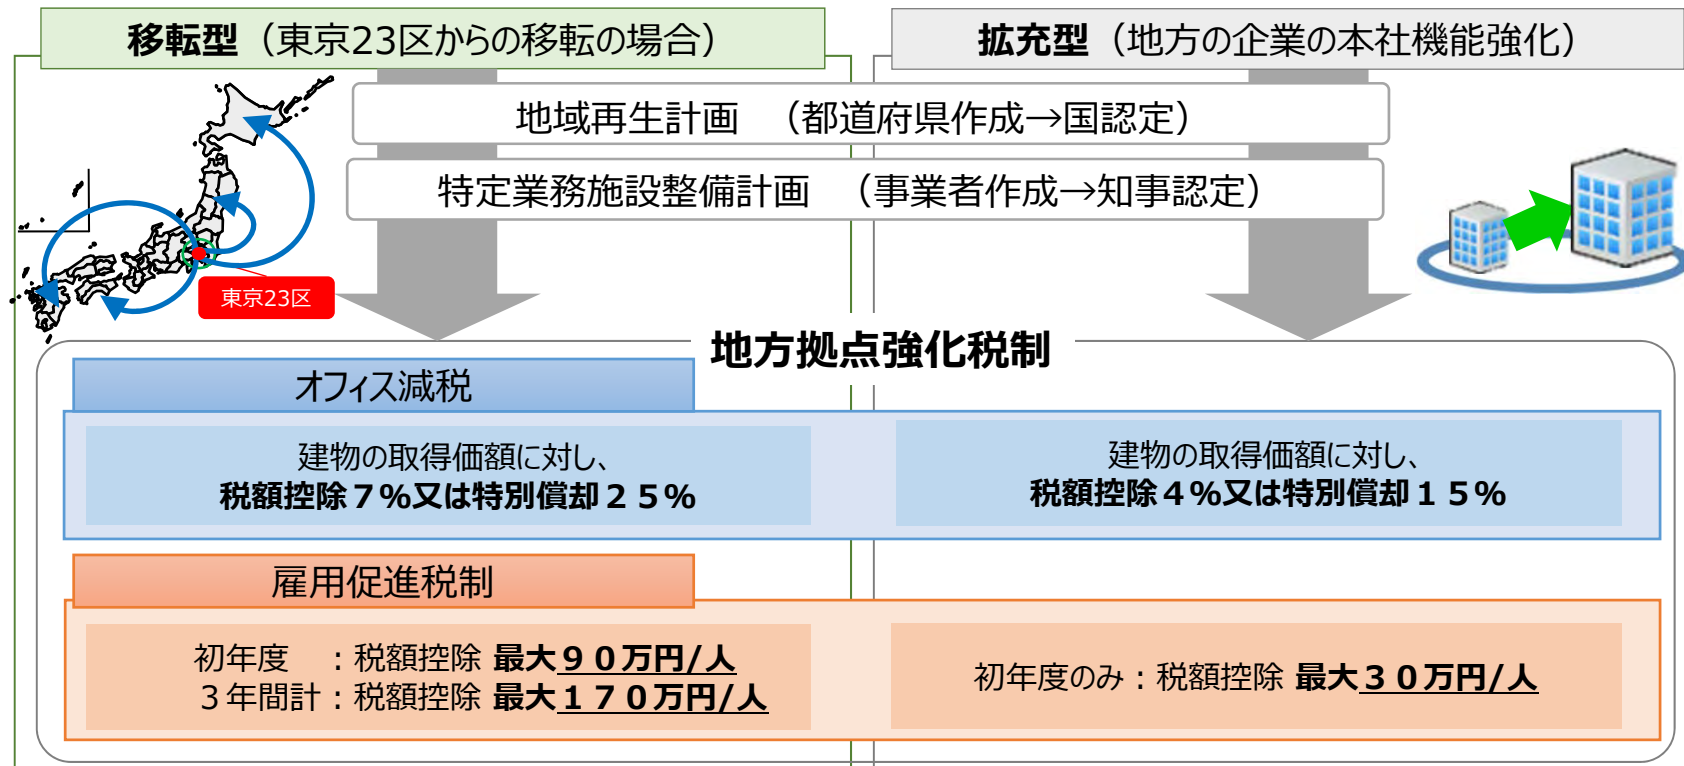 移転型（東京23区からの移転の場合）
拡充型（地方の企業の本社機能強化）
地域再生計画　（都道府県作成→国認定）
特定業務施設整備計画　（事業者作成→知事認定）
東京23区
地方拠点強化税制
オフィス減税
建物の取得価額に対し、
税額控除７%又は特別償却２５%
建物の取得価額に対し、
税額控除４%又は特別償却１５%
雇用促進税制
初年度　：税額控除 最大９０万円/人
３年間計：税額控除 最大１７０万円/人
初年度のみ：税額控除 最大３０万円/人